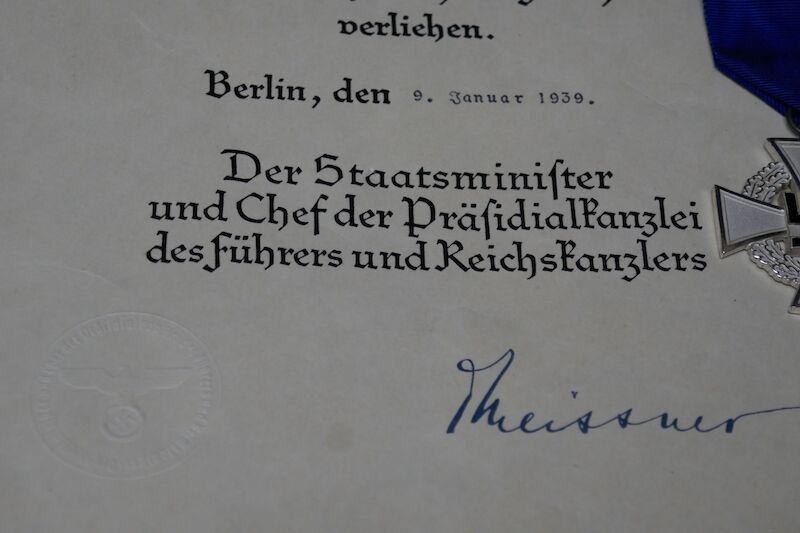 verliehen.
Berlin, den 9. Januar 1939.
Der Staatsminiſter
und Chef der Präſidialkanzlei
des Führers und Reichskanzlers
Meissner